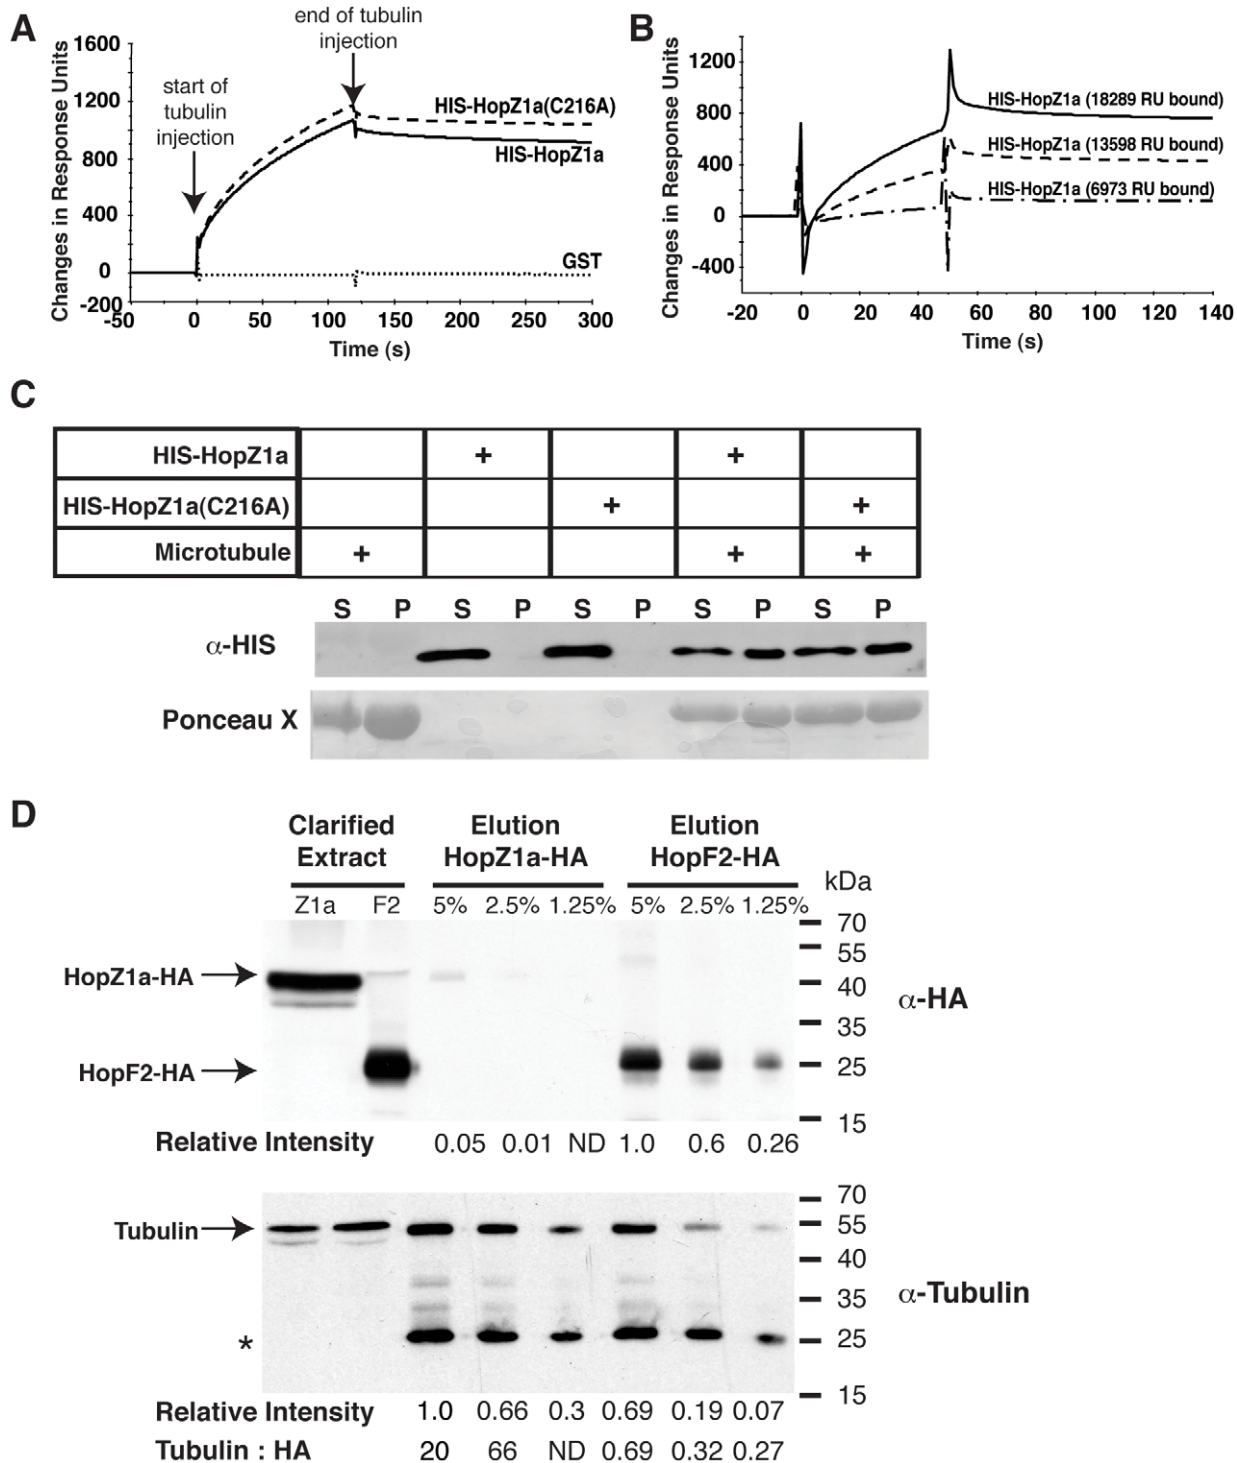 A
Changes in Response Units
1600
1200
800
400
0
-200
-50
0
50
100
150
200
250
300
Time (s)
start of
tubulin
injection
end of tubulin
injection
HIS-HopZ1a(C216A)
HIS-HopZ1a
GST
B
Changes in Response Units
1200
800
400
0
-400
-20
0
20
40
60
80
100
120
140
Time (s)
HIS-HopZ1a (18289 RU bound)
HIS-HopZ1a (13598 RU bound)
HIS-HopZ1a (6973 RU bound)
C
HIS-HopZ1a + +
HIS-HopZ1a(C216A) + +
Microtubule + + +
S P S P S P S P S P
α-HIS
Ponceau X
D
Clarified
Extract
Elution
HopZ1a-HA
Elution
HopF2-HA
kDa
Z1a F2 5% 2.5% 1.25% 5% 2.5% 1.25%
70
55
40
35
25
15
HopZ1a-HA
HopF2-HA
α-HA
Relative Intensity 0.05 0.01 ND 1.0 0.6 0.26
70
55
40
35
25
15
Tubulin
*
α-Tubulin
Relative Intensity 1.0 0.66 0.3 0.69 0.19 0.07
Tubulin : HA 20 66 ND 0.69 0.32 0.27